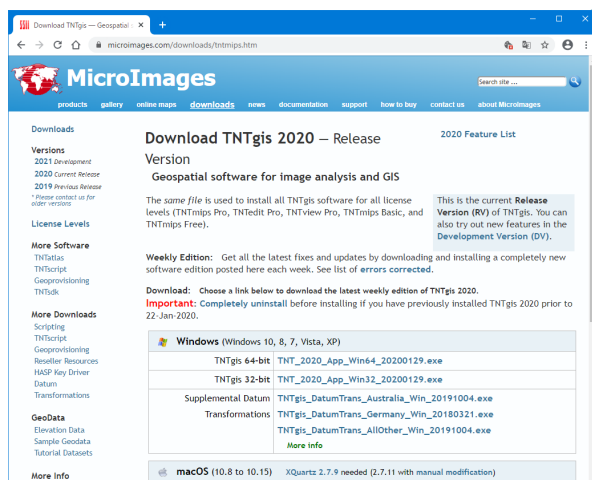 Download TNTgis — Geospatial
microimages.com/downloads/tntmips.htm
MicroImages
Search site ...
products gallery online maps downloads news documentation support how to buy contact us about MicroImages
Downloads
Versions
2021 Development
2020 Current Release
2019 Previous Release
* Please contact us for
older versions
License Levels
More Software
TNTatlas
TNTscript
Geoprovisioning
TNTsdk
More Downloads
Scripting
TNTscript
Geoprovisioning
Reseller Resources
HASP Key Driver
Datum
Transformations
GeoData
Elevation Data
Sample Geodata
Tutorial Datasets
More Info
Download TNTgis 2020 — Release
Version
2020 Feature List
Geospatial software for image analysis and GIS
The same file is used to install all TNTgis software for all license
levels (TNTmips Pro, TNTedit Pro, TNTview Pro, TNTmips Basic, and
TNTmips Free).
This is the current Release
Version (RV) of TNTgis. You can
also try out new features in the
Development Version (DV).
Weekly Edition: Get all the latest fixes and updates by downloading and installing a completely new
software edition posted here each week. See list of errors corrected.
Download: Choose a link below to download the latest weekly edition of TNTgis 2020.
Important: Completely uninstall before installing if you have previously installed TNTgis 2020 prior to
22-Jan-2020.
Windows (Windows 10, 8, 7, Vista, XP)
TNTgis 64-bit TNT_2020_App_Win64_20200129.exe
TNTgis 32-bit TNT_2020_App_Win32_20200129.exe
Supplemental Datum TNTgis_DatumTrans_Australia_Win_20191004.exe
Transformations TNTgis_DatumTrans_Germany_Win_20180321.exe
TNTgis_DatumTrans_AllOther_Win_20191004.exe
More info
macOS (10.8 to 10.15) XQuartz 2.7.9 needed (2.7.11 with manual modification)